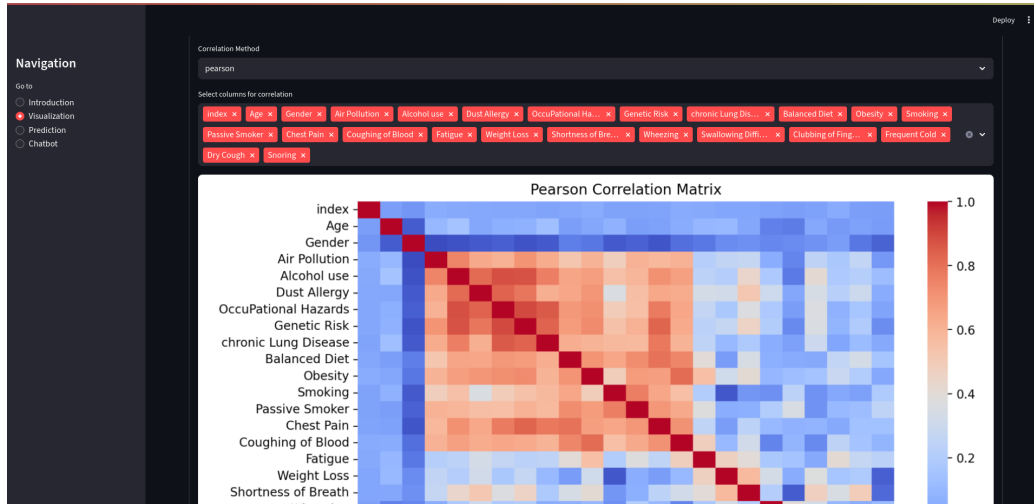 Deploy
Navigation
Go to
Introduction
Visualization
Prediction
Chatbot
Correlation Method
pearson
Select columns for correlation
index × Age × Gender × Air Pollution × Alcohol use × Dust Allergy × OccuPational Ha... × Genetic Risk × chronic Lung Dis... × Balanced Diet × Obesity × Smoking ×
Passive Smoker × Chest Pain × Coughing of Blood × Fatigue × Weight Loss × Shortness of Bre... × Wheezing × Swallowing Diffi... × Clubbing of Fing... × Frequent Cold ×
Dry Cough × Snoring ×
Pearson Correlation Matrix
index
Age
Gender
Air Pollution
Alcohol use
Dust Allergy
OccuPational Hazards
Genetic Risk
chronic Lung Disease
Balanced Diet
Obesity
Smoking
Passive Smoker
Chest Pain
Coughing of Blood
Fatigue
Weight Loss
Shortness of Breath
1.0
0.8
0.6
0.4
0.2